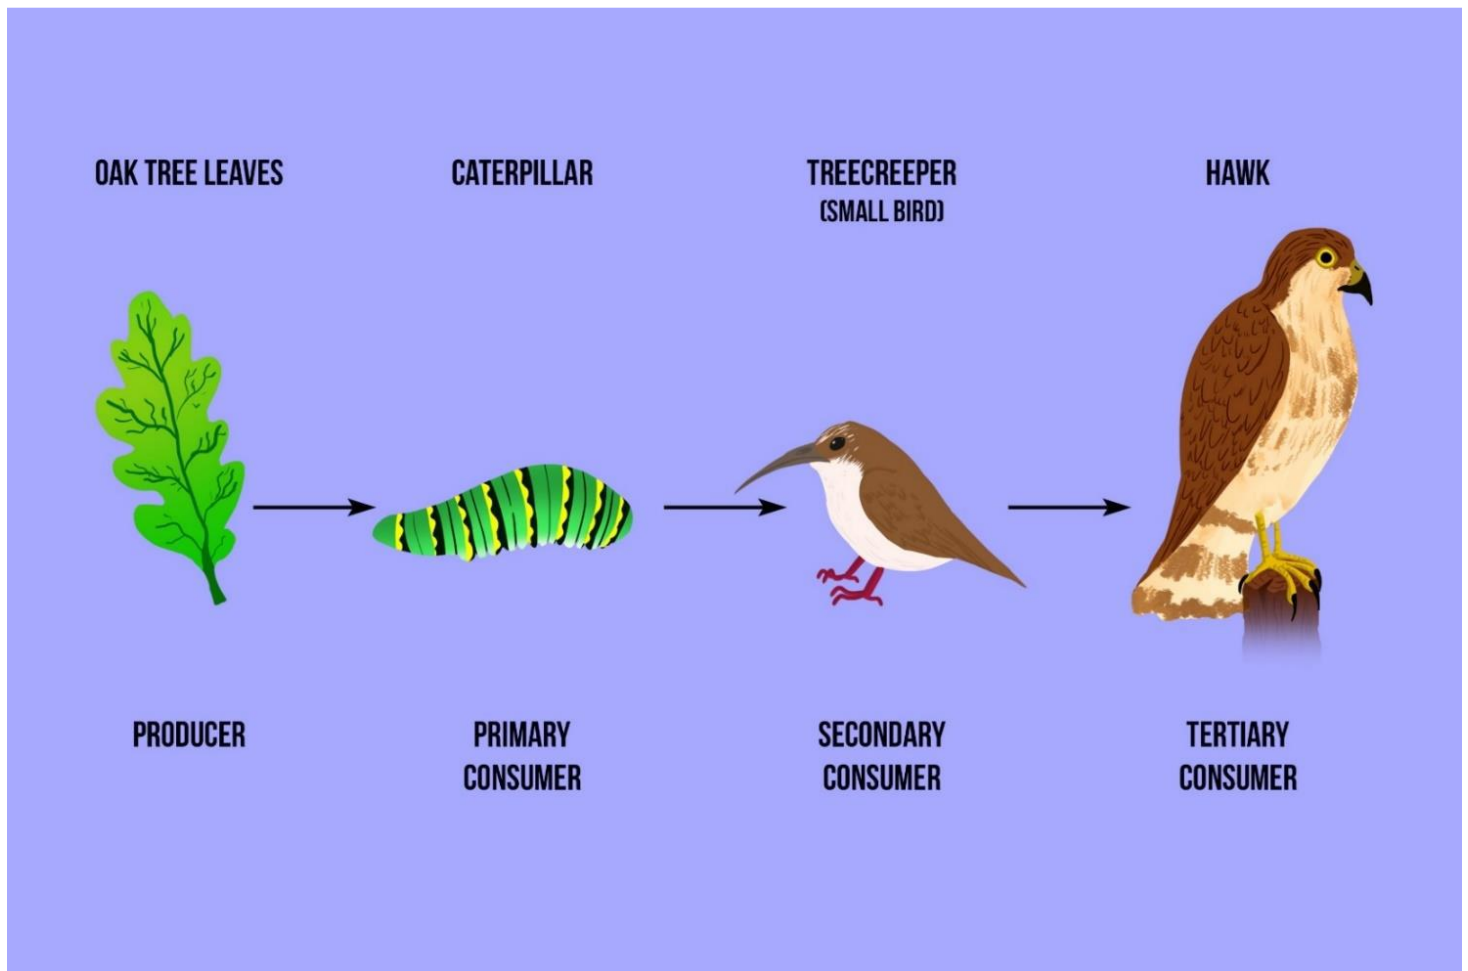 OAK TREE LEAVES
CATERPILLAR
TREECREEPER
(SMALL BIRD)
HAWK
PRODUCER
PRIMARY
CONSUMER
SECONDARY
CONSUMER
TERTIARY
CONSUMER